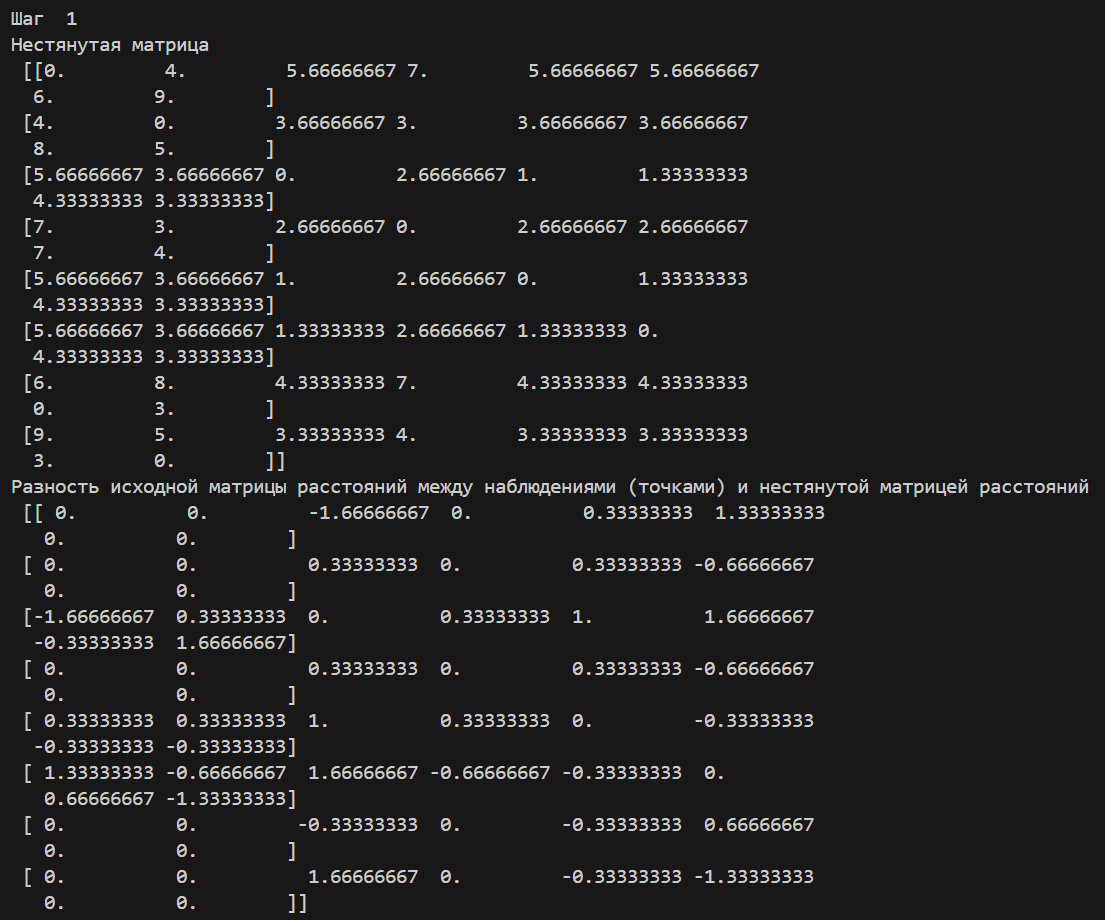 Шаг  1
Нестянутая матрица
 [[0.         4.         5.66666667 7.         5.66666667 5.66666667
  6.         9.        ]
 [4.         0.         3.66666667 3.         3.66666667 3.66666667
  8.         5.        ]
 [5.66666667 3.66666667 0.         2.66666667 1.         1.33333333
  4.33333333 3.33333333]
 [7.         3.         2.66666667 0.         2.66666667 2.66666667
  7.         4.        ]
 [5.66666667 3.66666667 1.         2.66666667 0.         1.33333333
  4.33333333 3.33333333]
 [5.66666667 3.66666667 1.33333333 2.66666667 1.33333333 0.
  4.33333333 3.33333333]
 [6.         8.         4.33333333 7.         4.33333333 4.33333333
  0.         3.        ]
 [9.         5.         3.33333333 4.         3.33333333 3.33333333
  3.         0.        ]]
Разность исходной матрицы расстояний между наблюдениями (точками) и нестянутой матрицей расстояний
 [[ 0.          0.         -1.66666667  0.          0.33333333  1.33333333
   0.          0.        ]
 [ 0.          0.          0.33333333  0.          0.33333333 -0.66666667
   0.          0.        ]
 [-1.66666667  0.33333333  0.          0.33333333  1.          1.66666667
  -0.33333333  1.66666667]
 [ 0.          0.          0.33333333  0.          0.33333333 -0.66666667
   0.          0.        ]
 [ 0.33333333  0.33333333  1.          0.33333333  0.         -0.33333333
  -0.33333333 -0.33333333]
 [ 1.33333333 -0.66666667  1.66666667 -0.66666667 -0.33333333  0.
   0.66666667 -1.33333333]
 [ 0.          0.         -0.33333333  0.         -0.33333333  0.66666667
   0.          0.        ]
 [ 0.          0.          1.66666667  0.         -0.33333333 -1.33333333
   0.          0.        ]]